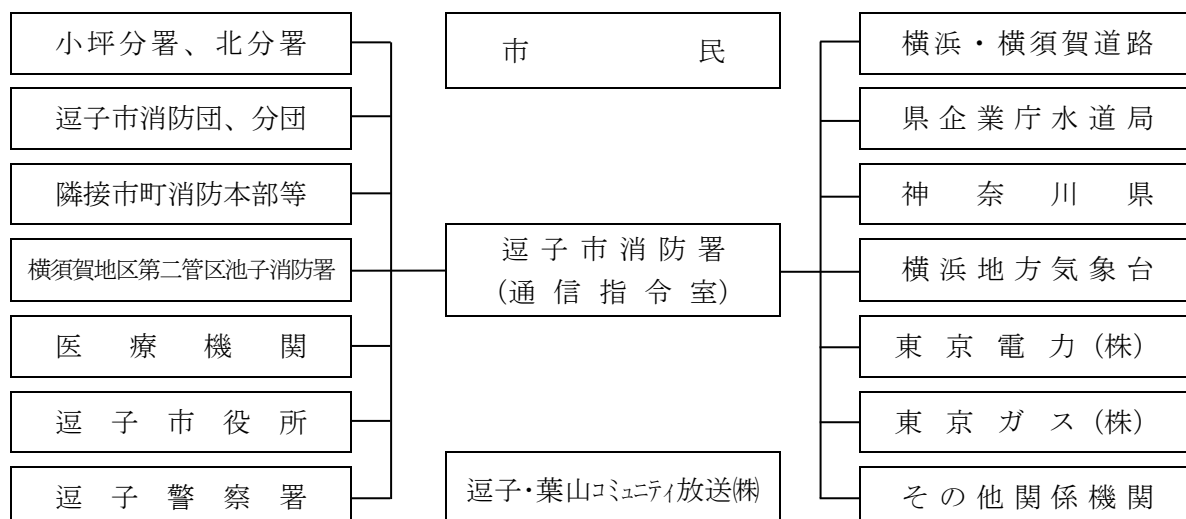 小坪分署、北分署
逗子市消防団、分団
隣接市町消防本部等
横須賀地区第二管区池子消防署
医療機関
逗子市役所
逗子警察署
市民
逗子市消防署
(通信指令室)
逗子・葉山コミュニティ放送㈱
横浜・横須賀道路
県企業庁水道局
神奈川県
横浜地方気象台
東京電力(株)
東京ガス(株)
その他関係機関